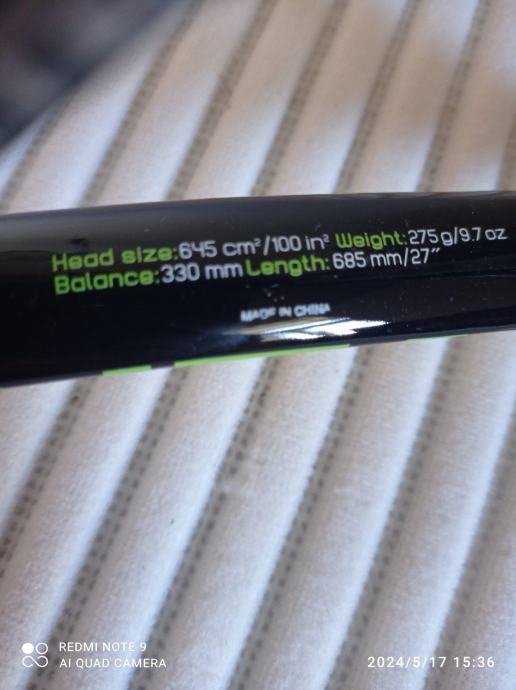 Head size:645 cm²/100 in² Weight:275g/9.7 oz
Balance:330 mm Length: 685 mm/27"
MADE IN CHINA
REDMI NOTE 9
AI QUAD CAMERA
2024/5/17 15:36